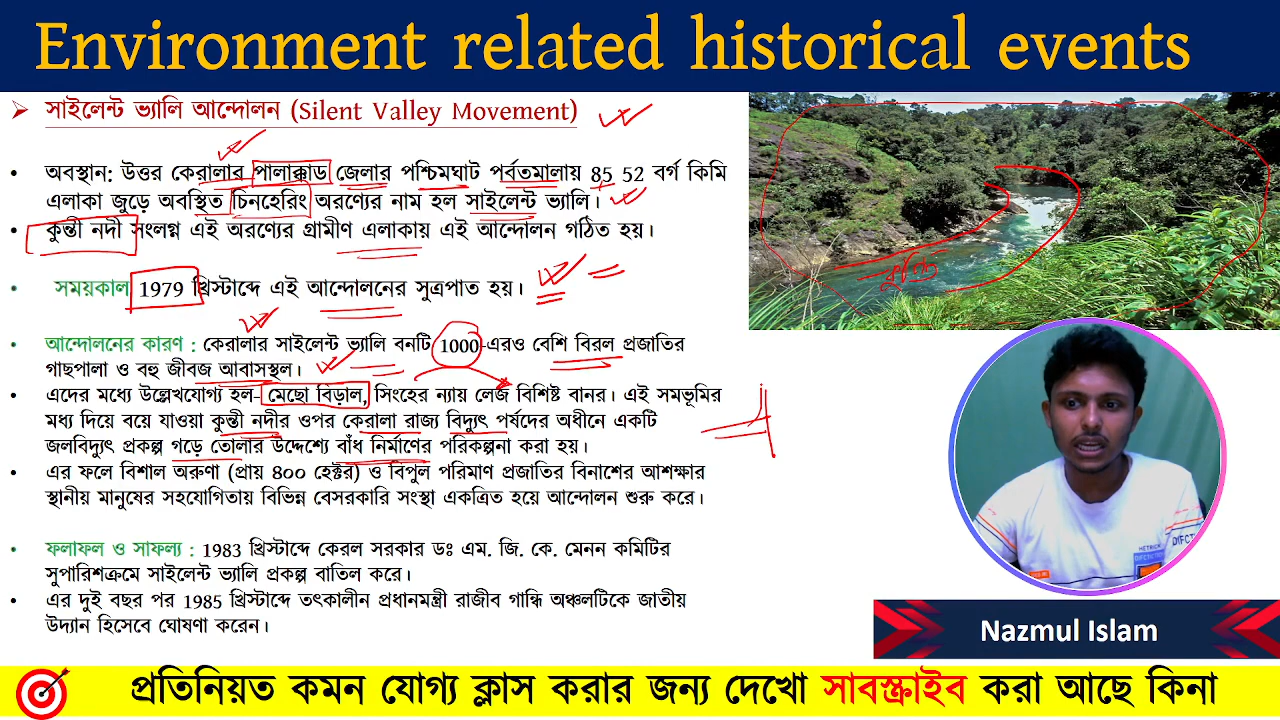 Environment related historical events
➢ সাইলেন্ট ভ্যালি আন্দোলন (Silent Valley Movement)
• অবস্থান: উত্তর কেরালার পালাক্কাড জেলার পশ্চিমঘাট পর্বতমালায় 85 52 বর্গ কিমি
এলাকা জুড়ে অবস্থিত চিনহেরিং অরণ্যের নাম হল সাইলেন্ট ভ্যালি।
• কুন্তী নদী সংলগ্ন এই অরণ্যের গ্রামীণ এলাকায় এই আন্দোলন গঠিত হয়।
• সময়কাল 1979 খ্রিস্টাব্দে এই আন্দোলনের সুত্রপাত হয়।
• আন্দোলনের কারণ : কেরালার সাইলেন্ট ভ্যালি বনটি 1000-এরও বেশি বিরল প্রজাতির
গাছপালা ও বহু জীবজ আবাসস্থল।
• এদের মধ্যে উল্লেখযোগ্য হল- মেছো বিড়াল, সিংহের ন্যায় লেজ বিশিষ্ট বানর। এই সমভূমির
মধ্য দিয়ে বয়ে যাওয়া কুন্তী নদীর ওপর কেরালা রাজ্য বিদ্যুৎ পর্ষদের অধীনে একটি
জলবিদ্যুৎ প্রকল্প গড়ে তোলার উদ্দেশ্যে বাঁধ নির্মাণের পরিকল্পনা করা হয়।
• এর ফলে বিশাল অরুণা (প্রায় ৪০০ হেক্টর) ও বিপুল পরিমাণ প্রজাতির বিনাশের আশঙ্কার
স্থানীয় মানুষের সহযোগিতায় বিভিন্ন বেসরকারি সংস্থা একত্রিত হয়ে আন্দোলন শুরু করে।
• ফলাফল ও সাফল্য : 1983 খ্রিস্টাব্দে কেরল সরকার ডঃ এম. জি. কে. মেনন কমিটির
সুপারিশক্রমে সাইলেন্ট ভ্যালি প্রকল্প বাতিল করে।
• এর দুই বছর পর 1985 খ্রিস্টাব্দে তৎকালীন প্রধানমন্ত্রী রাজীব গান্ধি অঞ্চলটিকে জাতীয়
উদ্যান হিসেবে ঘোষণা করেন।
Nazmul Islam
প্রতিনিয়ত কমন যোগ্য ক্লাস করার জন্য দেখো সাবস্ক্রাইব করা আছে কিনা